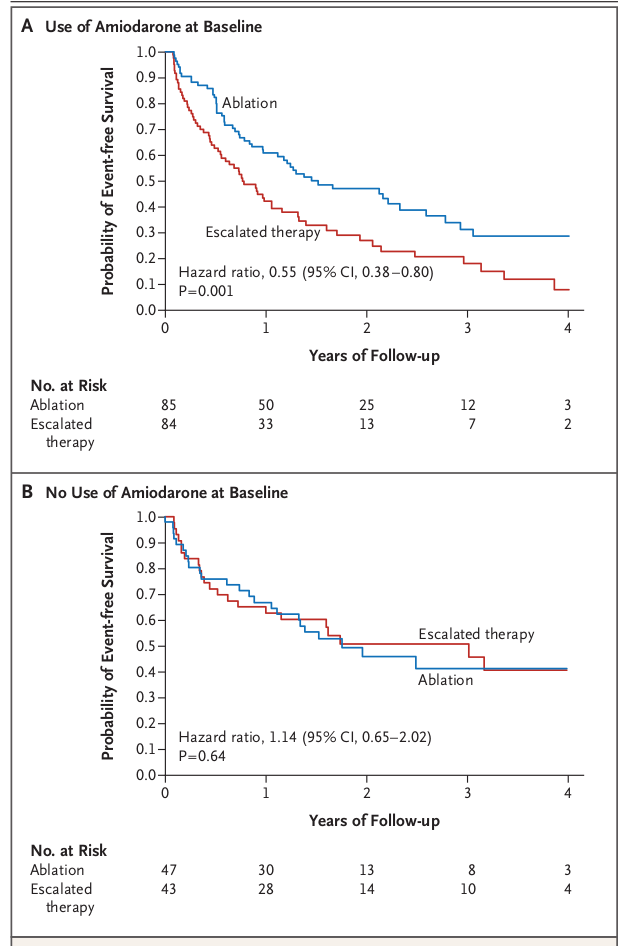 A Use of Amiodarone at Baseline
Probability of Event-free Survival
1.0
0.9
0.8
0.7
0.6
0.5
0.4
0.3
0.2
0.1
0.0
Ablation
Escalated therapy
Hazard ratio, 0.55 (95% CI, 0.38–0.80)
P=0.001
0 1 2 3 4
Years of Follow-up
No. at Risk
Ablation 85 50 25 12 3
Escalated 84 33 13 7 2
therapy
B No Use of Amiodarone at Baseline
Probability of Event-free Survival
1.0
0.9
0.8
0.7
0.6
0.5
0.4
0.3
0.2
0.1
0.0
Escalated therapy
Ablation
Hazard ratio, 1.14 (95% CI, 0.65–2.02)
P=0.64
0 1 2 3 4
Years of Follow-up
No. at Risk
Ablation 47 30 13 8 3
Escalated 43 28 14 10 4
therapy